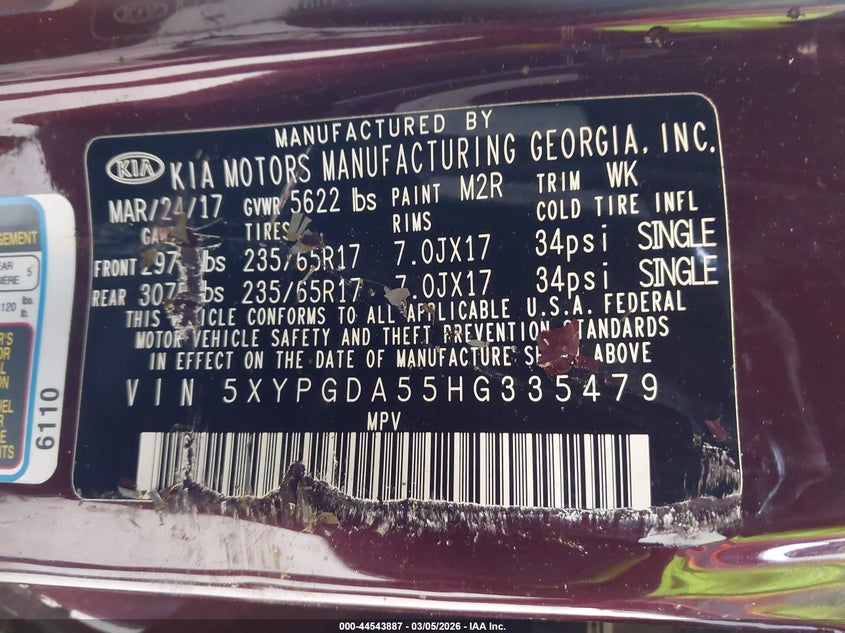 MANUFACTURED BY
KIA KIA MOTORS MANUFACTURING GEORGIA, INC.
MAR/24/17 GVWR 5622 lbs PAINT M2R TRIM WK
TIRES RIMS COLD TIRE INFL
FRONT lbs 235/65R17 7.0JX17 34psi SINGLE
REAR lbs 235/65R17 7.0JX17 34psi SINGLE
THIS VEHICLE CONFORMS TO ALL APPLICABLE U.S.A. FEDERAL
MOTOR VEHICLE SAFETY AND THEFT PREVENTION STANDARDS
IN EFFECT ON THE DATE OF MANUFACTURE ABOVE
VIN 5XYPGDA55HG335479
MPV
6110
000-44543887 - 03/05/2026 - IAA Inc.